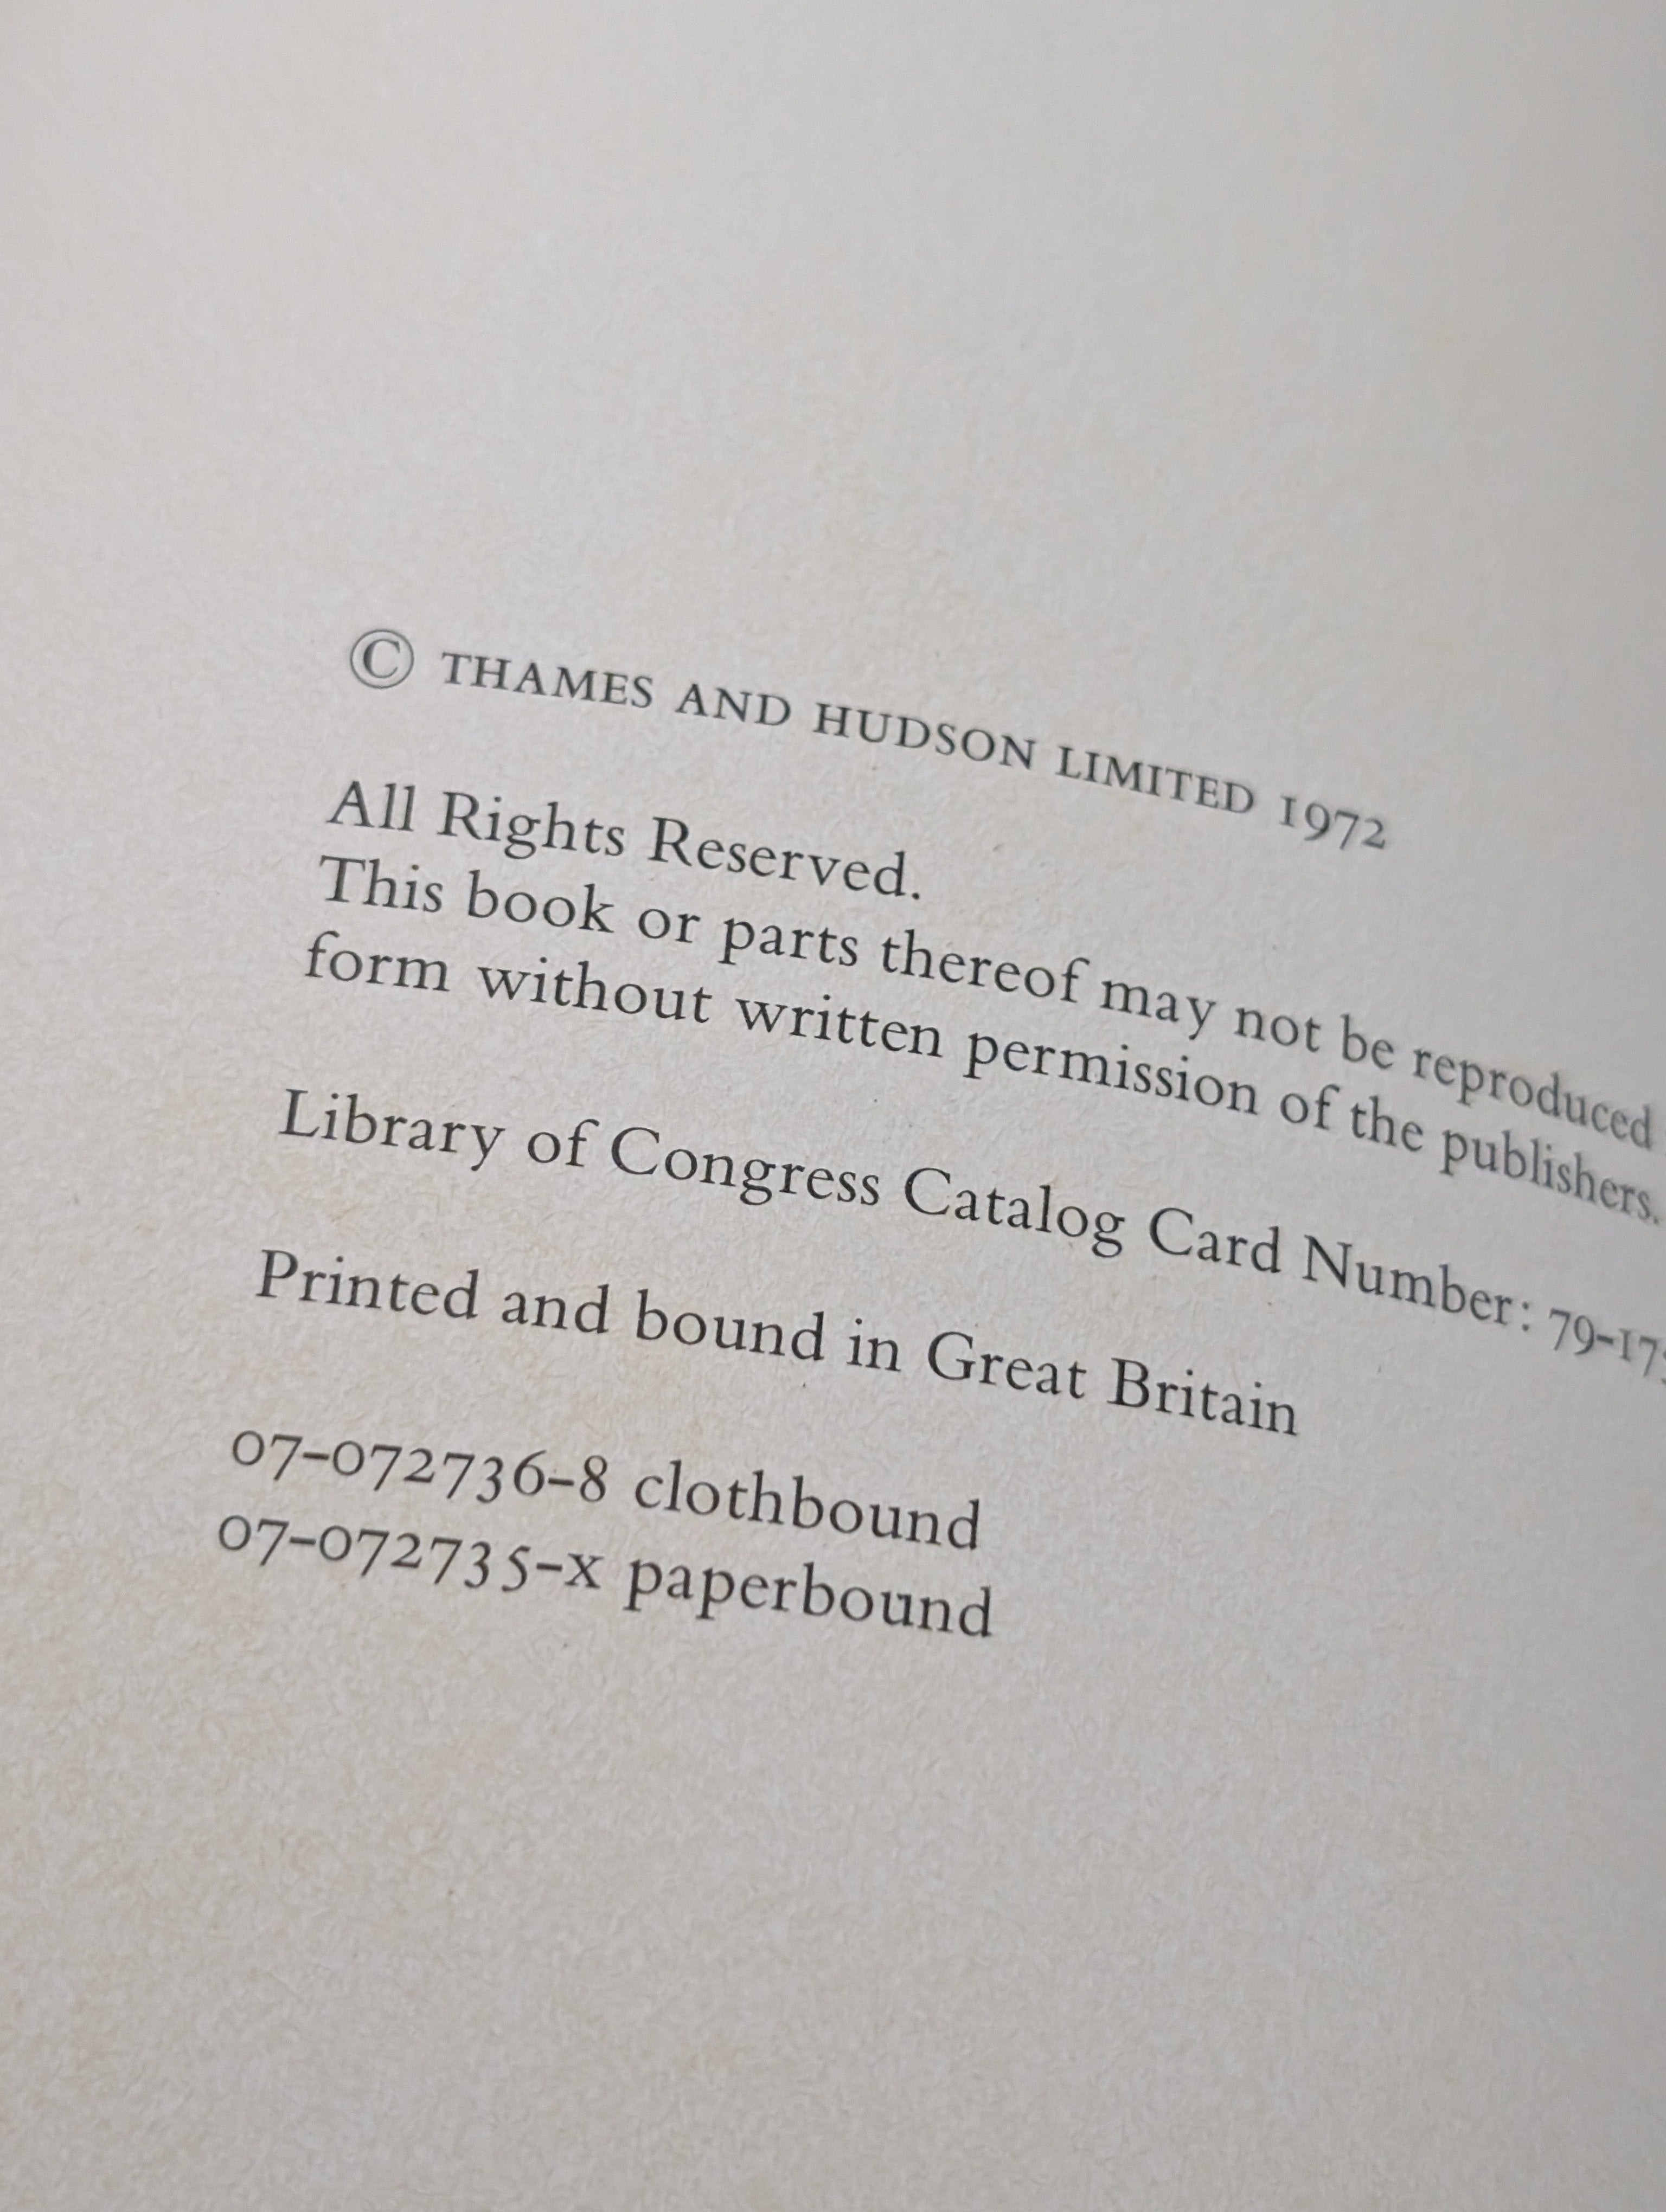 © THAMES AND HUDSON LIMITED 1972
All Rights Reserved.
This book or parts thereof may not be reproduced
form without written permission of the publishers.
Library of Congress Catalog Card Number: 79-17
Printed and bound in Great Britain
07-072736-8 clothbound
07-072735-x paperbound